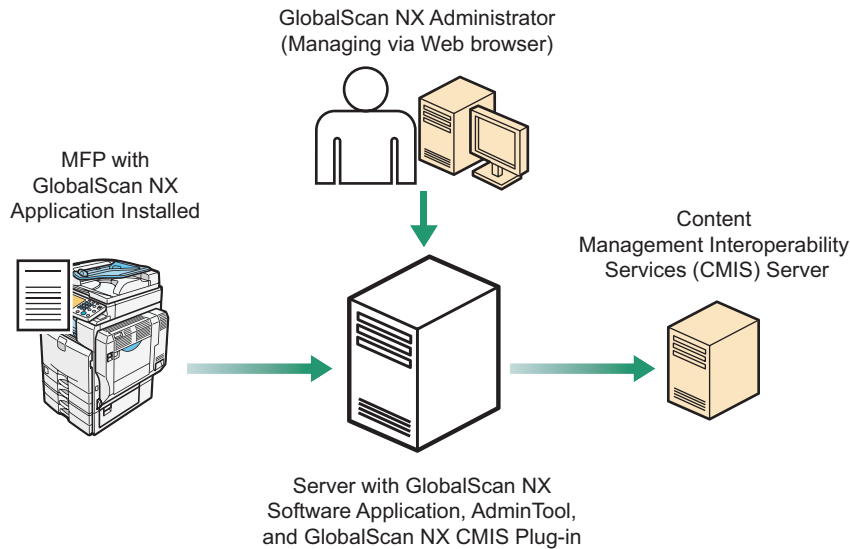 GlobalScan NX Administrator
(Managing via Web browser)
MFP with
GlobalScan NX
Application Installed
Content
Management Interoperability
Services (CMIS) Server
Server with GlobalScan NX
Software Application, AdminTool,
and GlobalScan NX CMIS Plug-in